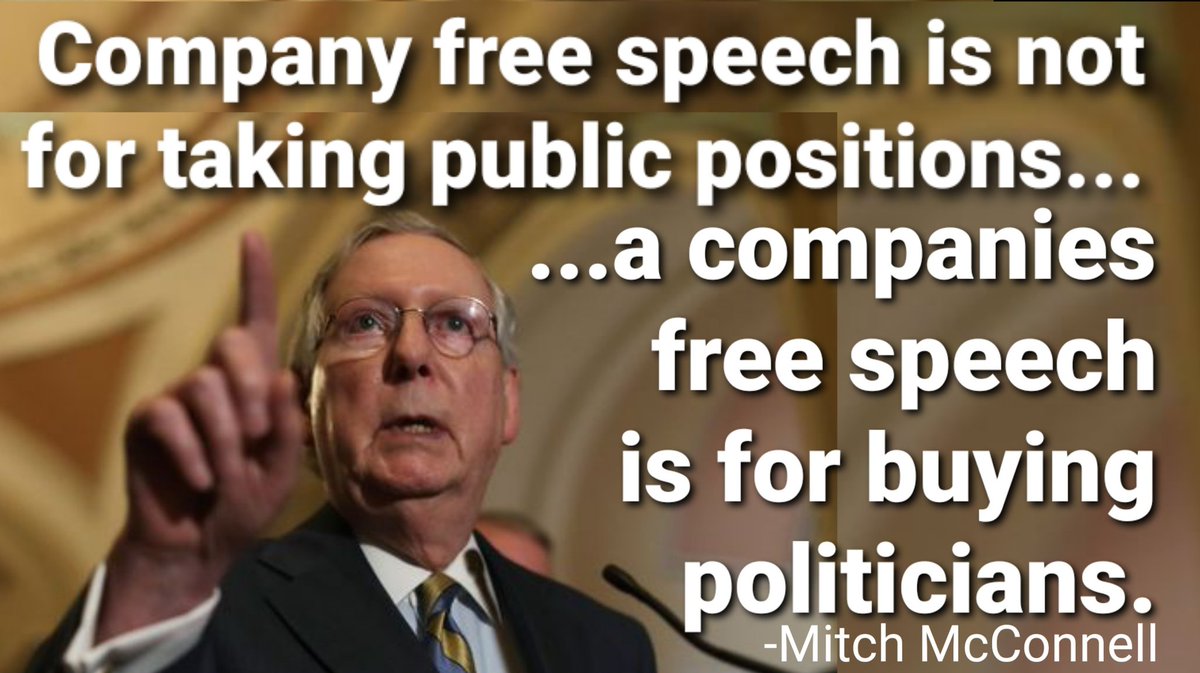 Company free speech is not
for taking public positions...
...a companies
free speech
is for buying
politicians.
-Mitch McConnell